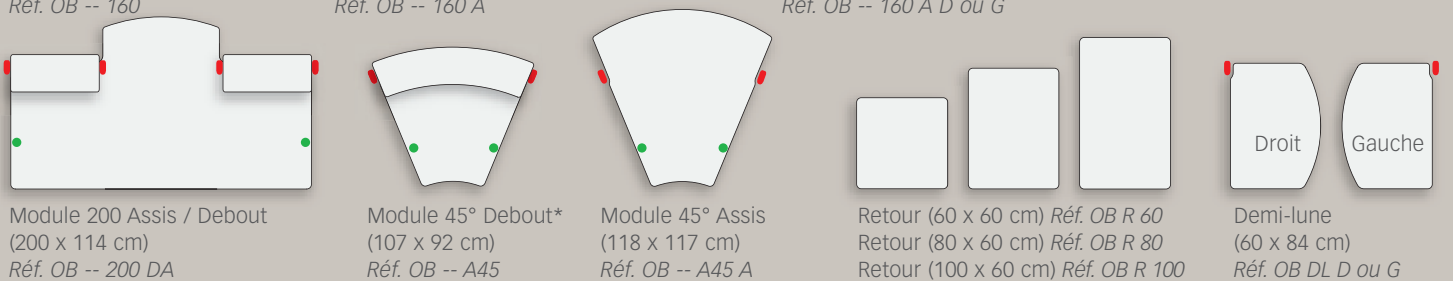 Réf. OB -- 160
Réf. OB -- 160 A
Réf. OB -- 160 A D ou G
Droit
Gauche
Module 200 Assis / Debout
(200 x 114 cm)
Réf. OB -- 200 DA
Module 45° Debout*
(107 x 92 cm)
Réf. OB -- A45
Module 45° Assis
(118 x 117 cm)
Réf. OB -- A45 A
Retour (60 x 60 cm) Réf. OB R 60
Retour (80 x 60 cm) Réf. OB R 80
Retour (100 x 60 cm) Réf. OB R 100
Demi-lune
(60 x 84 cm)
Réf. OB DL D ou G